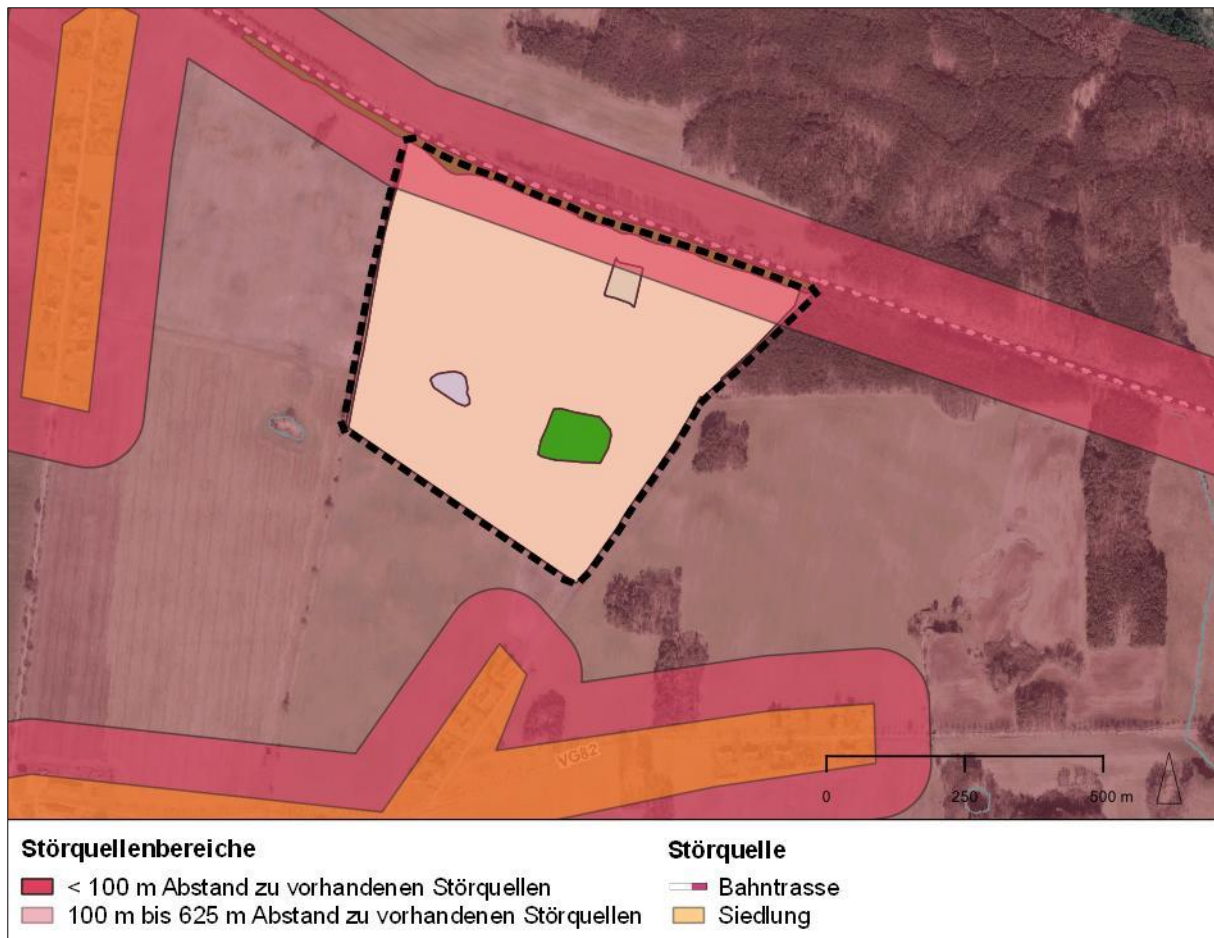 VG82
0 250 500 m
Störquellenbereiche
< 100 m Abstand zu vorhandenen Störquellen
100 m bis 625 m Abstand zu vorhandenen Störquellen
Störquelle
Bahntrasse
Siedlung